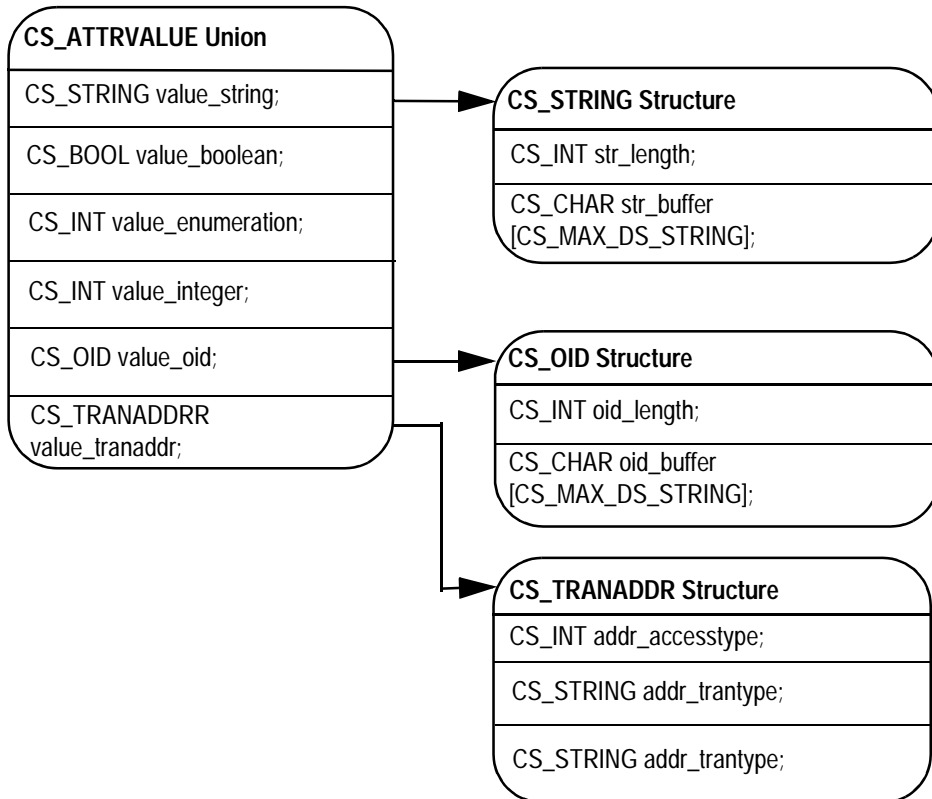 CS_ATTRVALUE Union
CS_STRING value_string;
CS_BOOL value_boolean;
CS_INT value_enumeration;
CS_INT value_integer;
CS_OID value_oid;
CS_TRANADDRR
value_tranaddr;
CS_STRING Structure
CS_INT str_length;
CS_CHAR str_buffer
[CS_MAX_DS_STRING];
CS_OID Structure
CS_INT oid_length;
CS_CHAR oid_buffer
[CS_MAX_DS_STRING];
CS_TRANADDR Structure
CS_INT addr_accesstype;
CS_STRING addr_trantype;
CS_STRING addr_trantype;